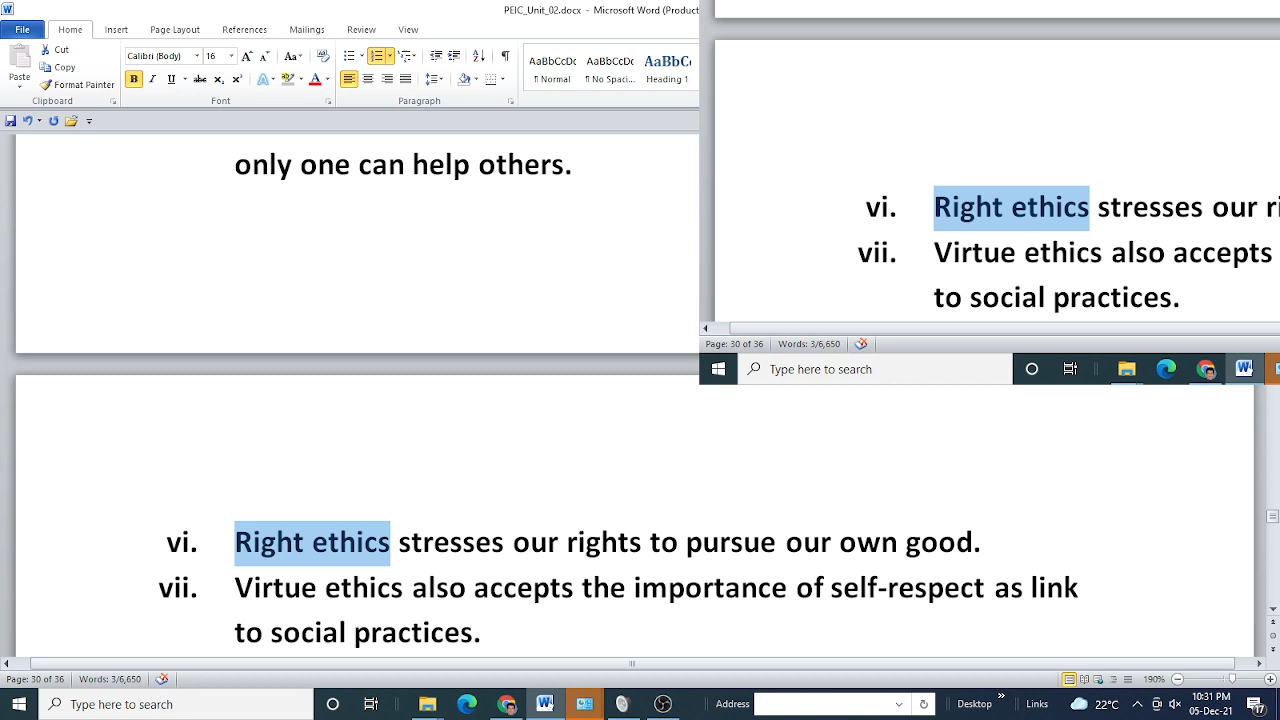 PEIC_Unit_02.docx - Microsoft Word (Product
File Home Insert Page Layout References Mailings Review View
Cut
Copy
Format Painter
Paste
Clipboard
Calibri (Body) 16
Font
Paragraph
AaBbCcDc AaBbCcDc AaBbCc
¶ Normal ¶ No Spaci... Heading 1
only one can help others.
vi. Right ethics stresses our ri
vii. Virtue ethics also accepts
to social practices.
Page: 30 of 36 Words: 3/6,650
Type here to search
vi. Right ethics stresses our rights to pursue our own good.
vii. Virtue ethics also accepts the importance of self-respect as link
to social practices.
Page: 30 of 36 Words: 3/6,650 190%
Type here to search Address Desktop Links 22°C 10:31 PM
05-Dec-21 17